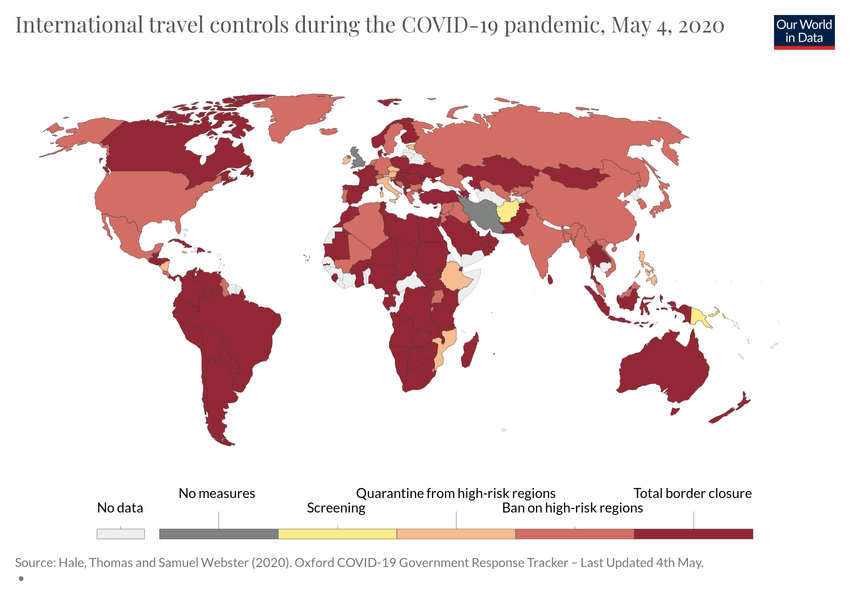 International travel controls during the COVID-19 pandemic, May 4, 2020
Our World
in Data
No data
No measures
Screening
Quarantine from high-risk regions
Ban on high-risk regions
Total border closure
Source: Hale, Thomas and Samuel Webster (2020). Oxford COVID-19 Government Response Tracker – Last Updated 4th May.
•